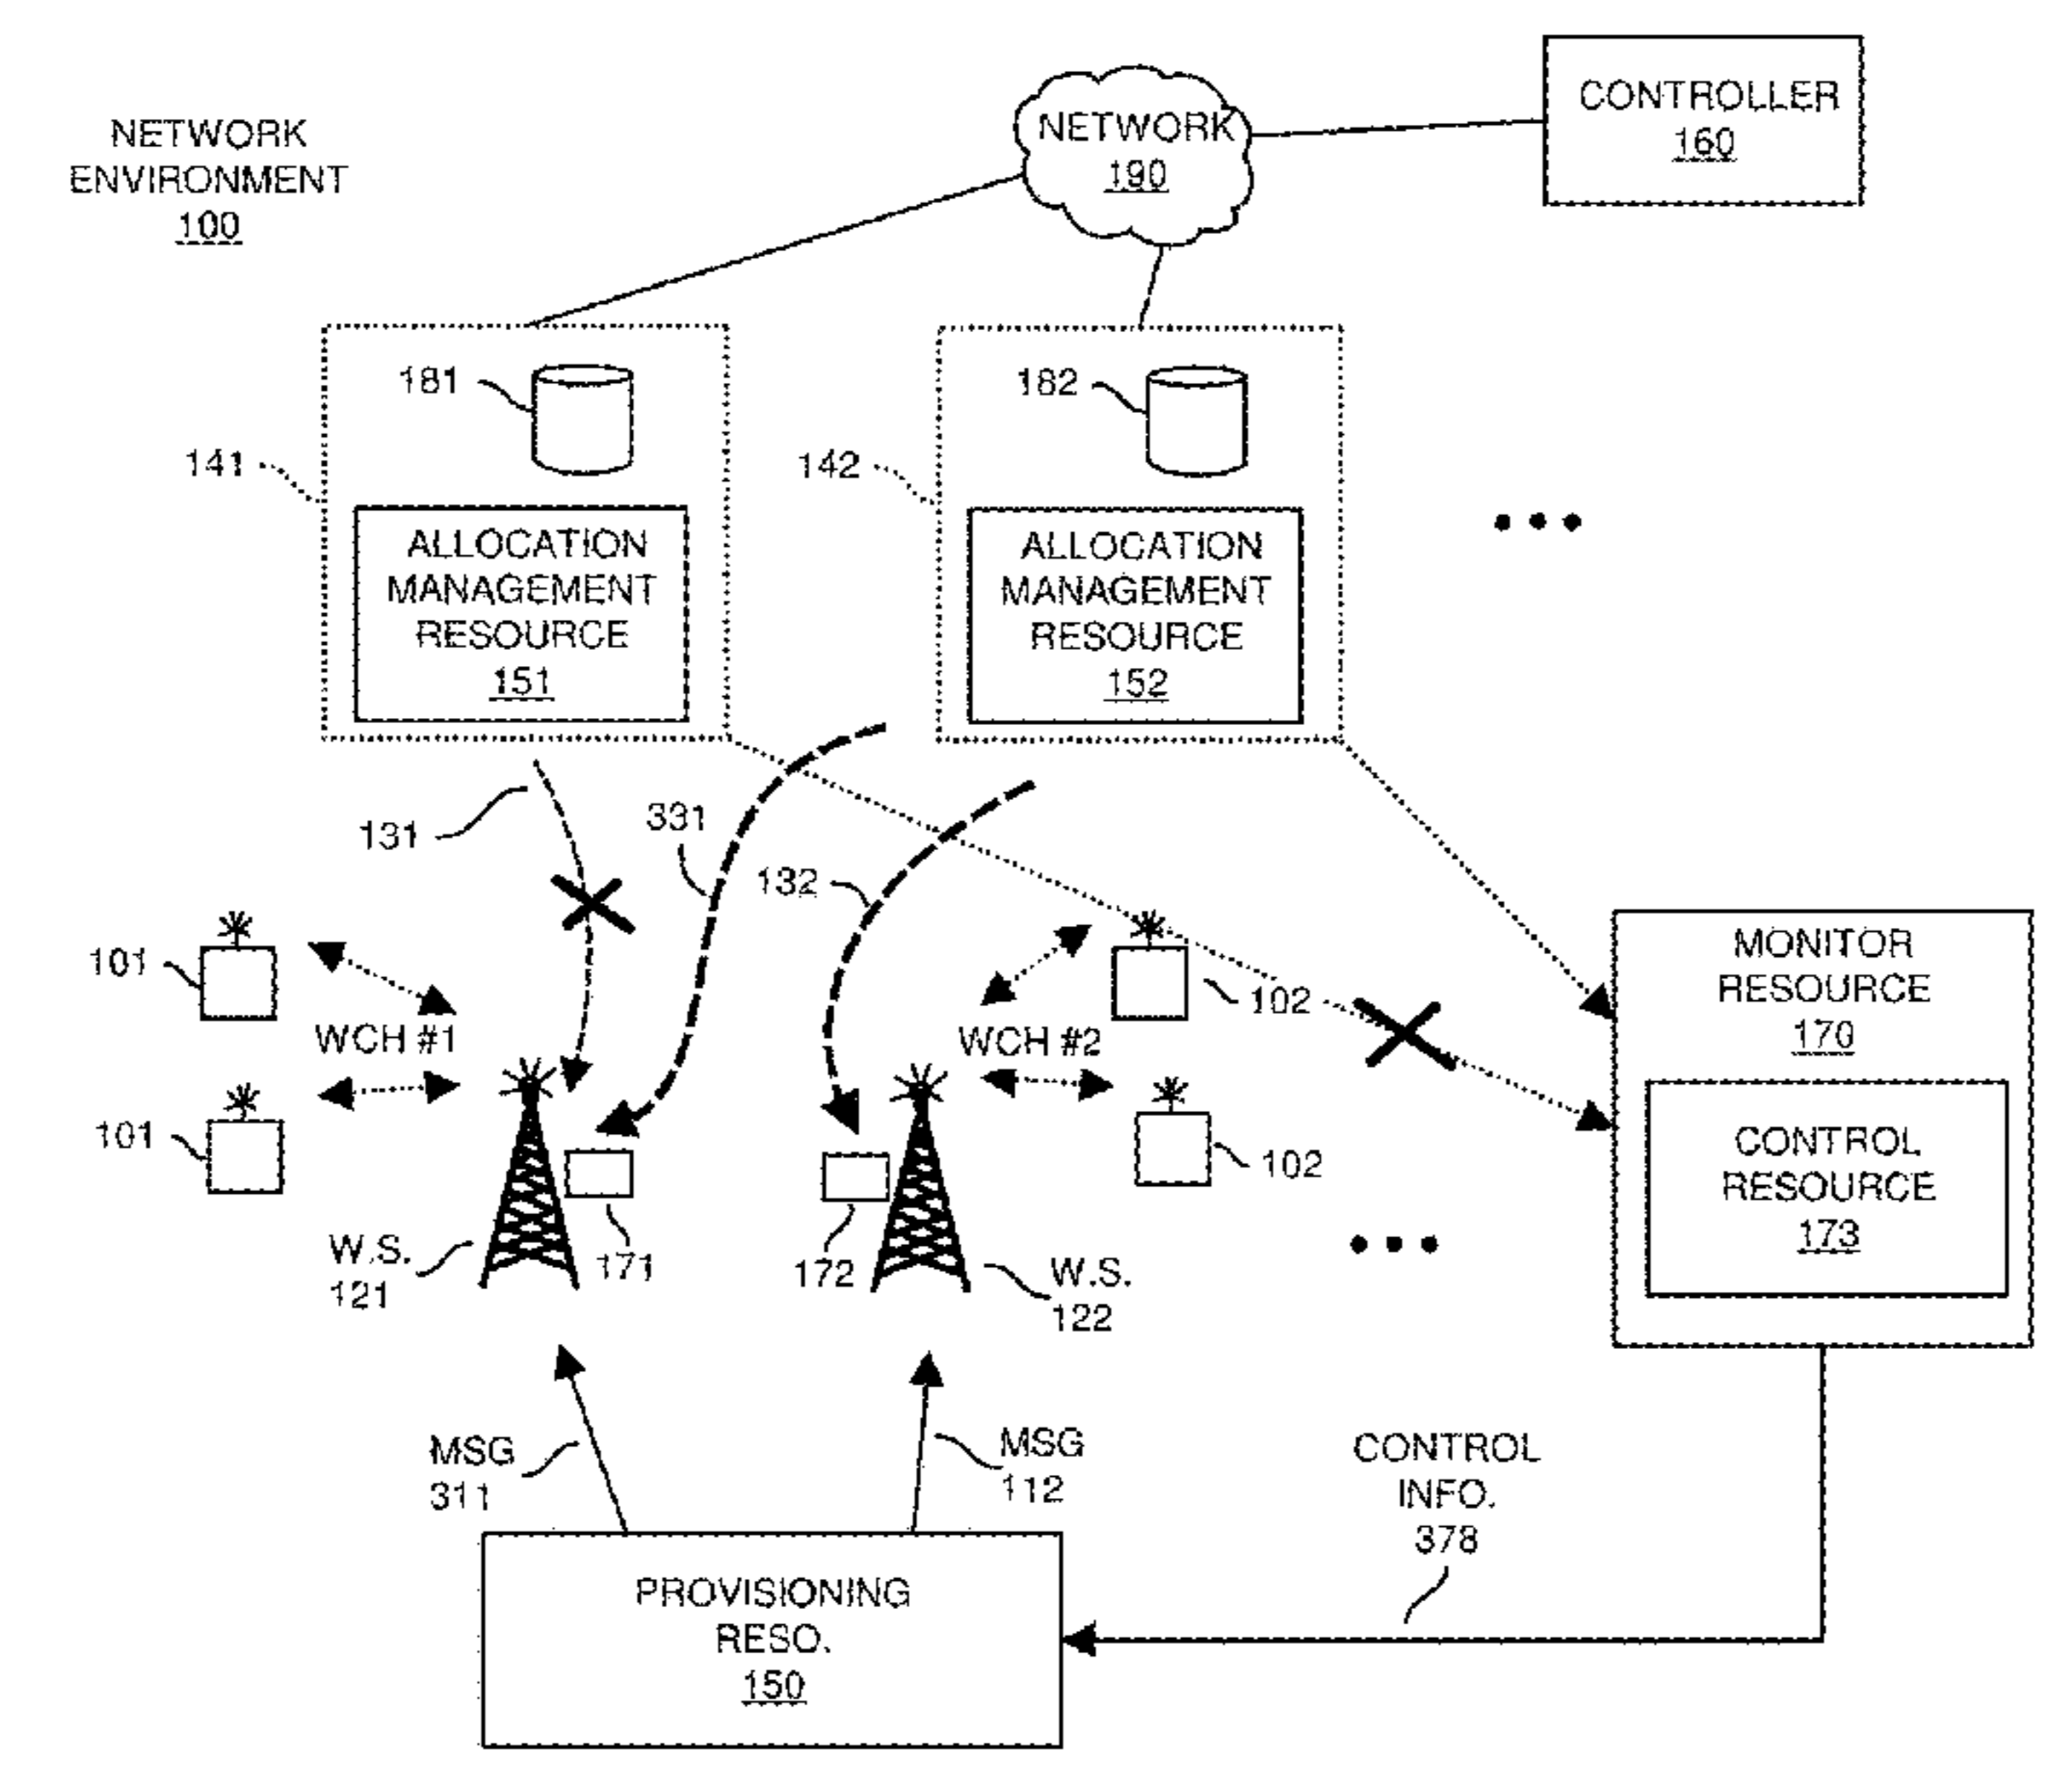 NETWORK
ENVIRONMENT
100
NETWORK
190
CONTROLLER
160
181
141
ALLOCATION
MANAGEMENT
RESOURCE
151
182
142
ALLOCATION
MANAGEMENT
RESOURCE
152
131
331
132
101
WCH #1
101
W.S.
121
171
172
WCH #2
102
102
W.S.
122
MONITOR
RESOURCE
170
CONTROL
RESOURCE
173
MSG
311
MSG
112
CONTROL
INFO.
378
PROVISIONING
RESO.
150